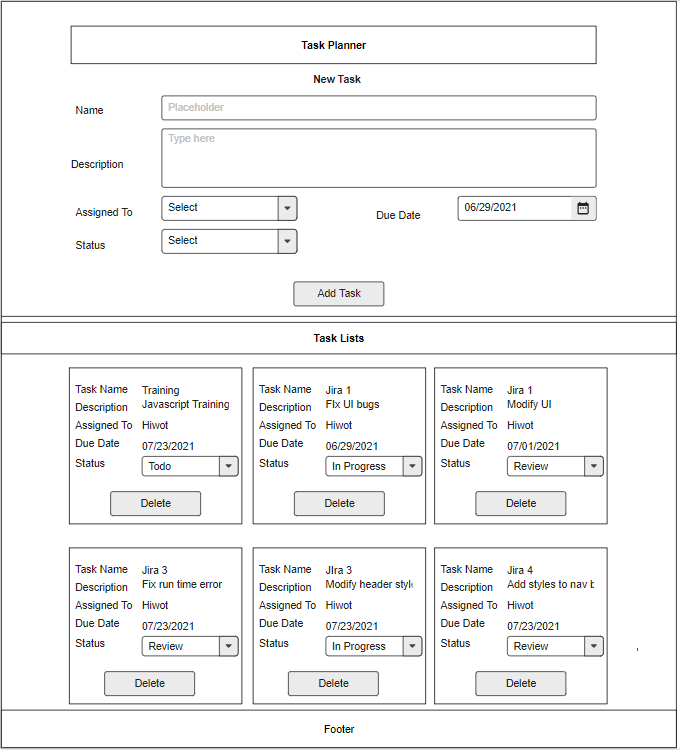 Task Planner
New Task
Name Placeholder
Description Type here
Assigned To Select Due Date 06/29/2021
Status Select
Add Task
Task Lists
Task Name Training
Description Javascript Training
Assigned To Hiwot
Due Date 07/23/2021
Status Todo
Delete
Task Name Jira 1
Description FIx UI bugs
Assigned To Hiwot
Due Date 06/29/2021
Status In Progress
Delete
Task Name Jira 1
Description Modify UI
Assigned To Hiwot
Due Date 07/01/2021
Status Review
Delete
Task Name Jira 3
Description Fix run time error
Assigned To Hiwot
Due Date 07/23/2021
Status Review
Delete
Task Name JIra 3
Description Modify header style
Assigned To Hiwot
Due Date 07/23/2021
Status In Progress
Delete
Task Name Jira 4
Description Add styles to nav b
Assigned To Hiwot
Due Date 07/23/2021
Status Review
Delete
Footer